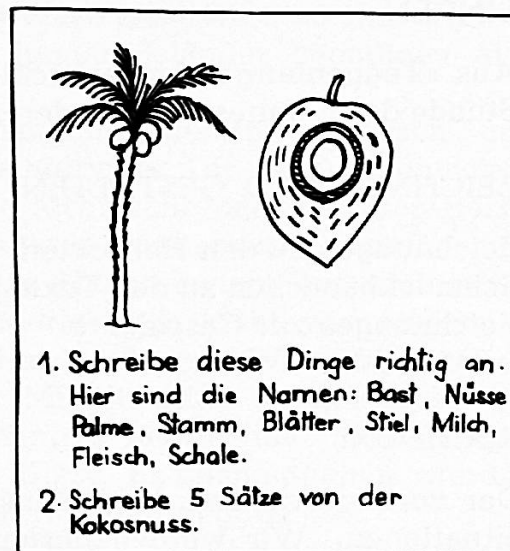 1. Schreibe diese Dinge richtig an.
Hier sind die Namen: Bast, Nüsse
Palme, Stamm, Blätter, Stiel, Milch,
Fleisch, Schale.
2. Schreibe 5 Sätze von der
Kokosnuss.